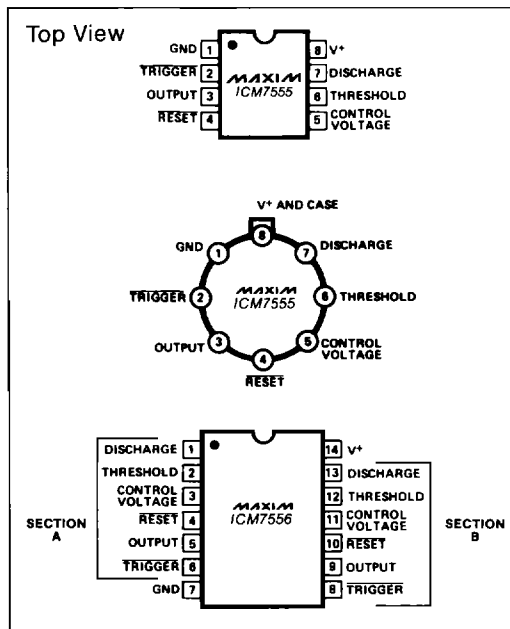 Top View
GND 1
TRIGGER 2
OUTPUT 3
RESET 4
MAXIM
ICM7555
8 V+
7 DISCHARGE
6 THRESHOLD
5 CONTROL
VOLTAGE
V+ AND CASE
8
GND 1
7 DISCHARGE
TRIGGER 2
MAXIM
ICM7555
6 THRESHOLD
OUTPUT 3
5 CONTROL
VOLTAGE
4
RESET
SECTION
A
DISCHARGE 1
THRESHOLD 2
CONTROL
VOLTAGE 3
RESET 4
OUTPUT 5
TRIGGER 6
GND 7
MAXIM
ICM7556
14 V+
13 DISCHARGE
12 THRESHOLD
11 CONTROL
VOLTAGE
10 RESET
9 OUTPUT
8 TRIGGER
SECTION
B